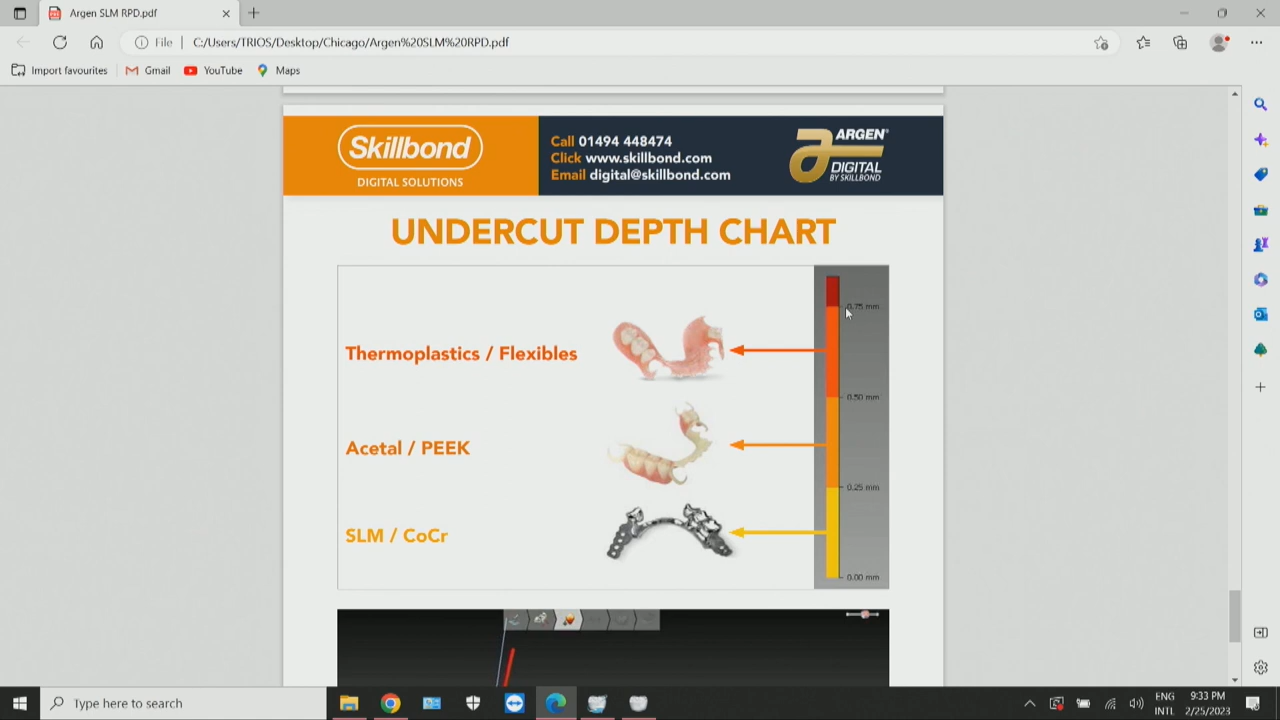 Argen SLM RPD.pdf
File
C:/Users/TRIOS/Desktop/Chicago/Argen%20SLM%20RPD.pdf
Import favourites
Gmail
YouTube
Maps
Skillbond
DIGITAL SOLUTIONS
Call 01494 448474
Click www.skillbond.com
Email digital@skillbond.com
ARGEN®
DIGITAL
BY SKILLBOND
UNDERCUT DEPTH CHART
0.75 mm
Thermoplastics / Flexibles
0.50 mm
Acetal / PEEK
0.25 mm
SLM / CoCr
0.00 mm
Type here to search
ENG
INTL
9:33 PM
2/25/2023